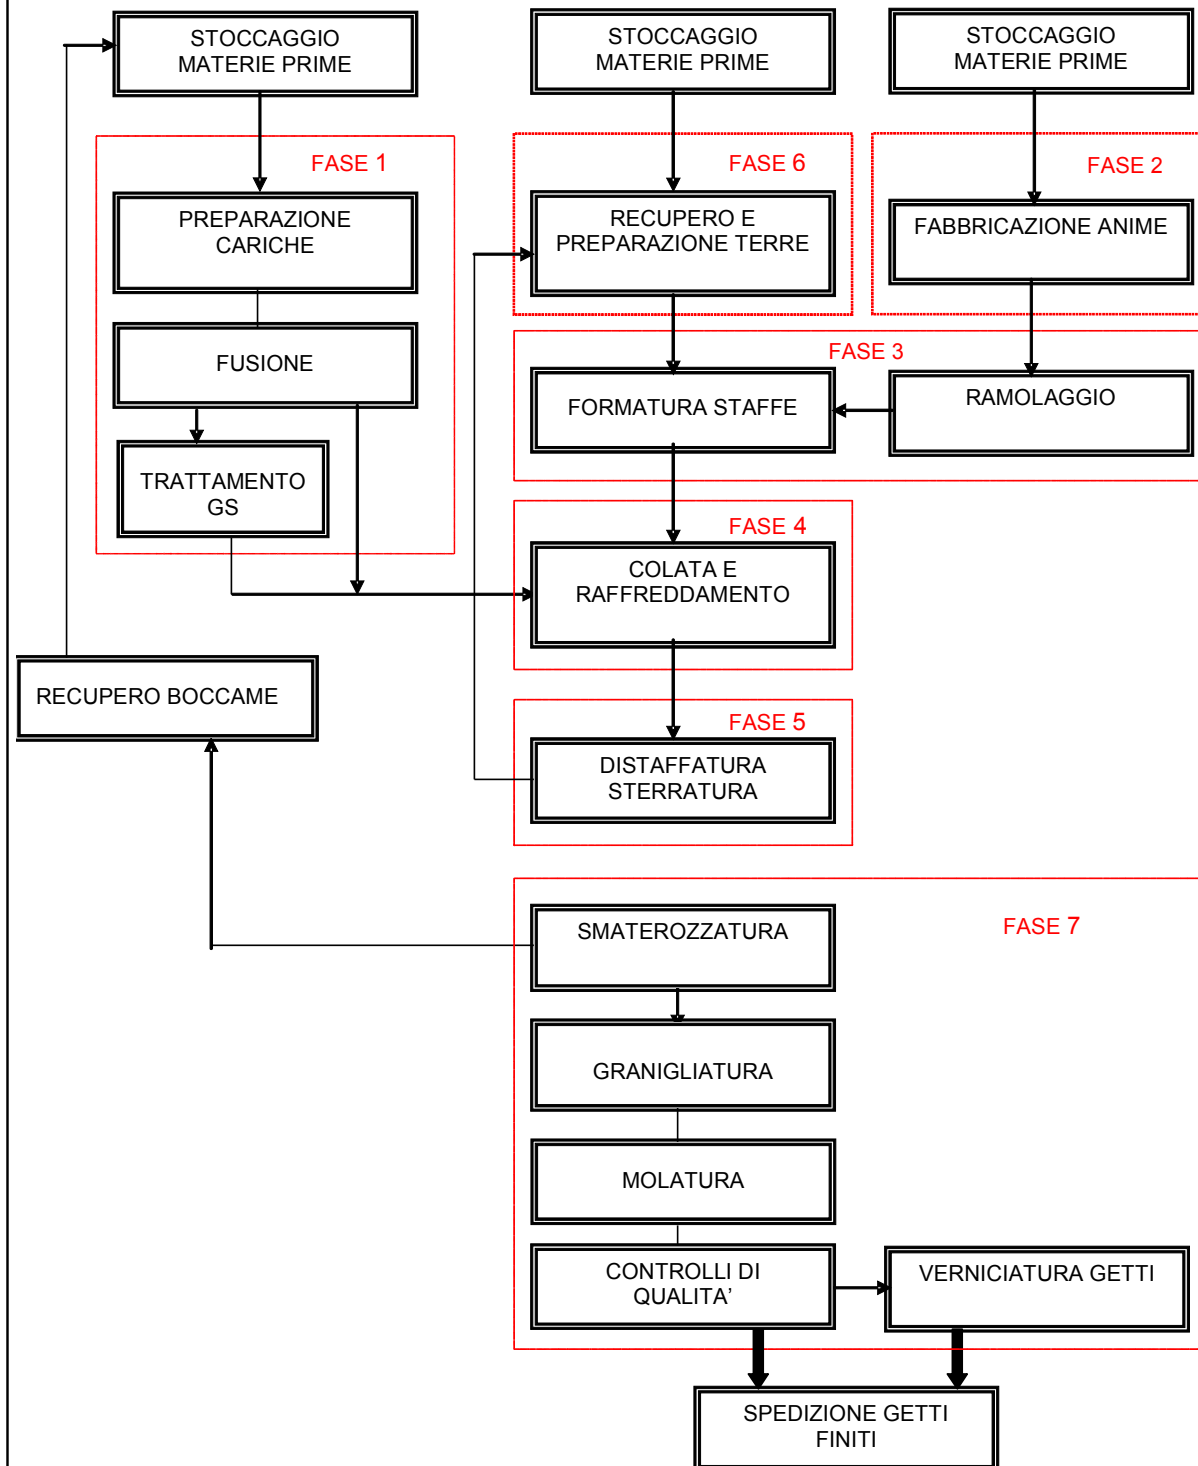 STOCCAGGIO
MATERIE PRIME
STOCCAGGIO
MATERIE PRIME
STOCCAGGIO
MATERIE PRIME
FASE 1
FASE 6
FASE 2
PREPARAZIONE
CARICHE
RECUPERO E
PREPARAZIONE TERRE
FABBRICAZIONE ANIME
FUSIONE
FASE 3
FORMATURA STAFFE
RAMOLAGGIO
TRATTAMENTO
GS
FASE 4
COLATA E
RAFFREDDAMENTO
RECUPERO BOCCAME
FASE 5
DISTAFFATURA
STERRATURA
SMATEROZZATURA
FASE 7
GRANIGLIATURA
MOLATURA
CONTROLLI DI
QUALITA’
VERNICIATURA GETTI
SPEDIZIONE GETTI
FINITI